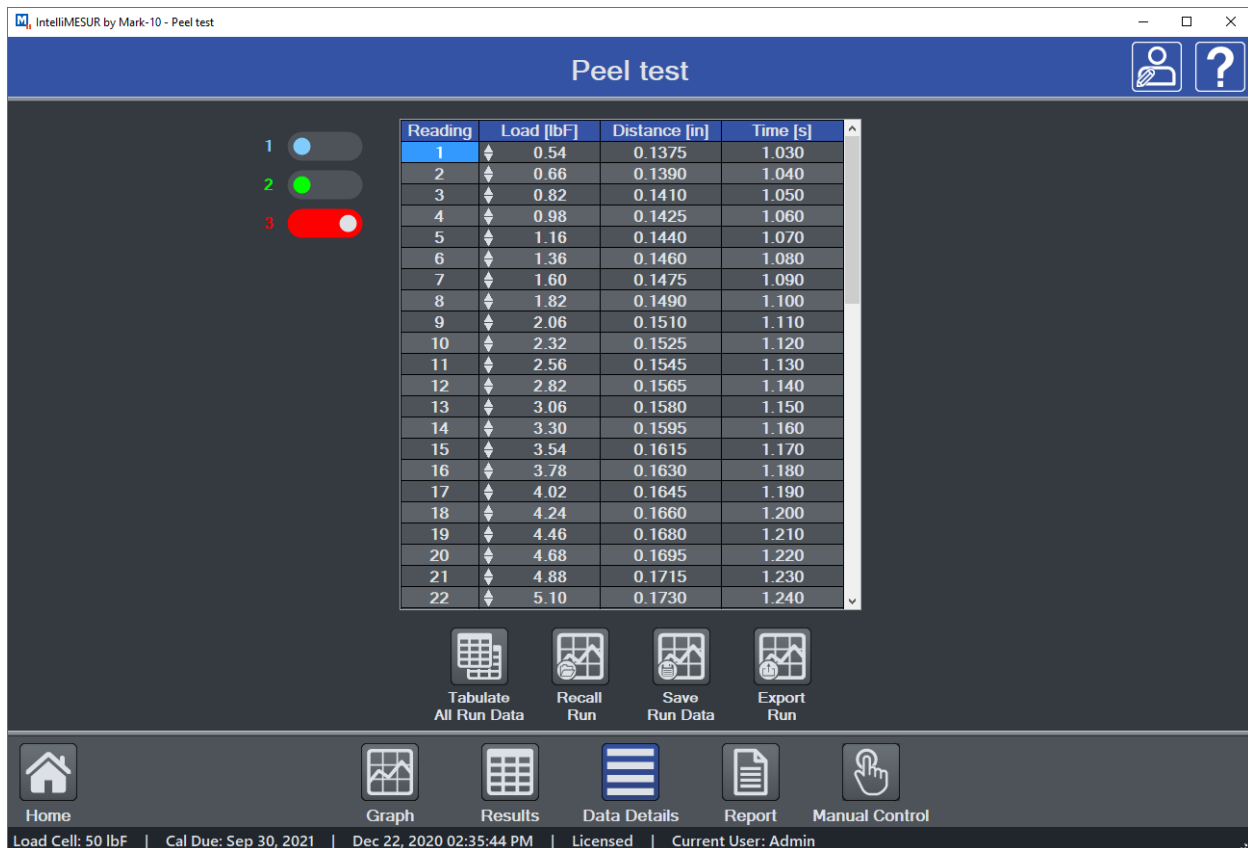 IntelliMESUR by Mark-10 - Peel test
Peel test
1
2
3
Reading Load [lbF] Distance [in] Time [s]
1 0.54 0.1375 1.030
2 0.66 0.1390 1.040
3 0.82 0.1410 1.050
4 0.98 0.1425 1.060
5 1.16 0.1440 1.070
6 1.36 0.1460 1.080
7 1.60 0.1475 1.090
8 1.82 0.1490 1.100
9 2.06 0.1510 1.110
10 2.32 0.1525 1.120
11 2.56 0.1545 1.130
12 2.82 0.1565 1.140
13 3.06 0.1580 1.150
14 3.30 0.1595 1.160
15 3.54 0.1615 1.170
16 3.78 0.1630 1.180
17 4.02 0.1645 1.190
18 4.24 0.1660 1.200
19 4.46 0.1680 1.210
20 4.68 0.1695 1.220
21 4.88 0.1715 1.230
22 5.10 0.1730 1.240
Tabulate Recall Save Export
All Run Data Run Run Data Run
Home Graph Results Data Details Report Manual Control
Load Cell: 50 lbF | Cal Due: Sep 30, 2021 | Dec 22, 2020 02:35:44 PM | Licensed | Current User: Admin